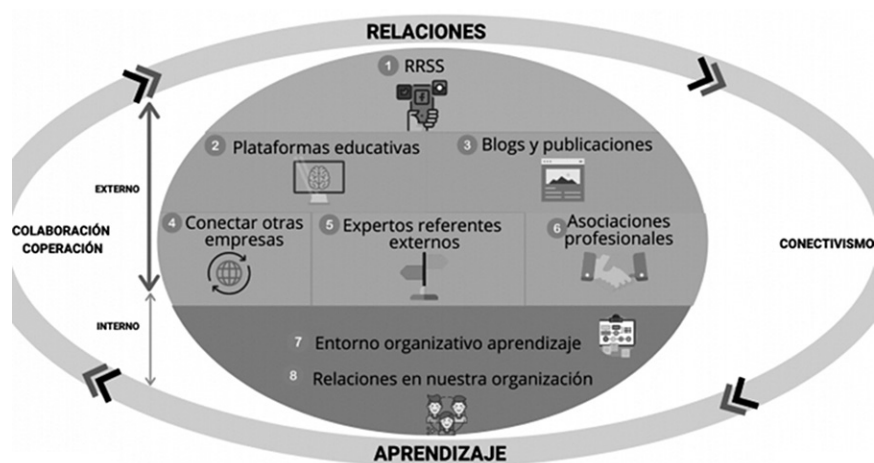 RELACIONES
1 RRSS
2 Plataformas educativas
3 Blogs y publicaciones
EXTERNO
COLABORACIÓN
COPERACIÓN
4 Conectar otras
empresas
5 Expertos referentes
externos
6 Asociaciones
profesionales
CONECTIVISMO
INTERNO
7 Entorno organizativo aprendizaje
8 Relaciones en nuestra organización
APRENDIZAJE